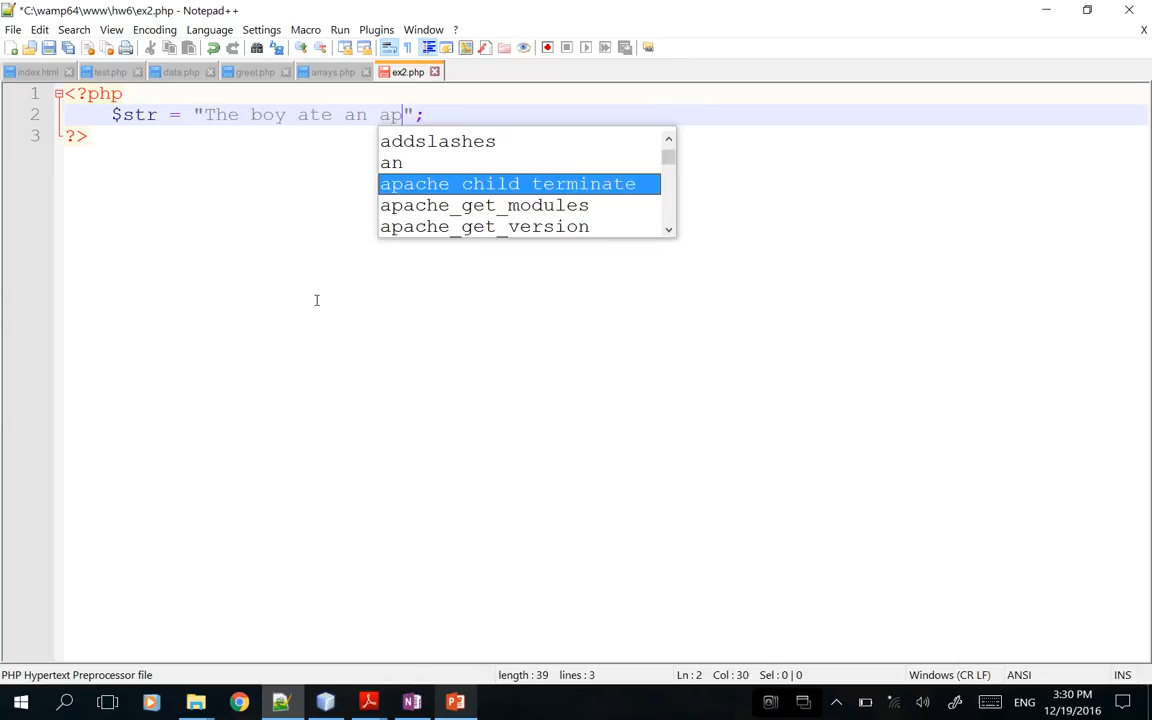 *C:\wamp64\www\hw6\ex2.php - Notepad++
File Edit Search View Encoding Language Settings Macro Run Plugins Window ? X
index.html test.php data.php greet.php arrays.php ex2.php
1 <?php
2 $str = "The boy ate an ap";
3 ?>
addslashes
an
apache_child_terminate
apache_get_modules
apache_get_version
PHP Hypertext Preprocessor file length : 39 lines : 3 Ln : 2 Col : 30 Sel : 0 | 0 Windows (CR LF) ANSI INS
ENG 3:30 PM
12/19/2016